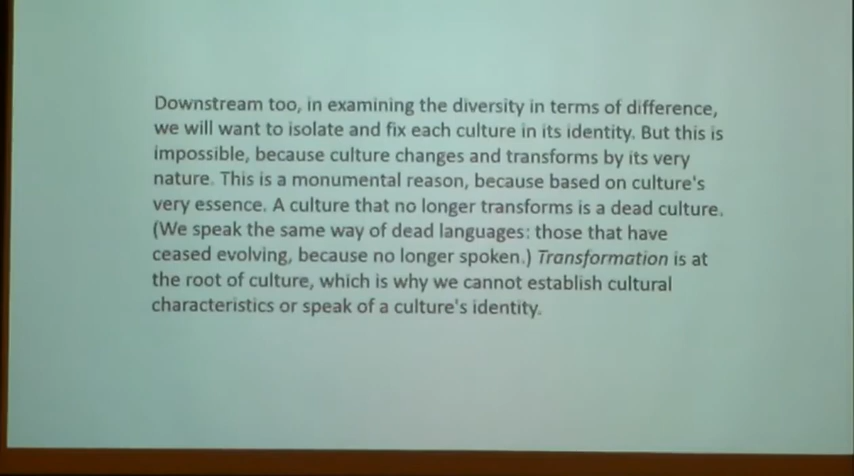 Downstream too, in examining the diversity in terms of difference,
we will want to isolate and fix each culture in its identity. But this is
impossible, because culture changes and transforms by its very
nature. This is a monumental reason, because based on culture's
very essence. A culture that no longer transforms is a dead culture.
(We speak the same way of dead languages: those that have
ceased evolving, because no longer spoken.) Transformation is at
the root of culture, which is why we cannot establish cultural
characteristics or speak of a culture's identity.